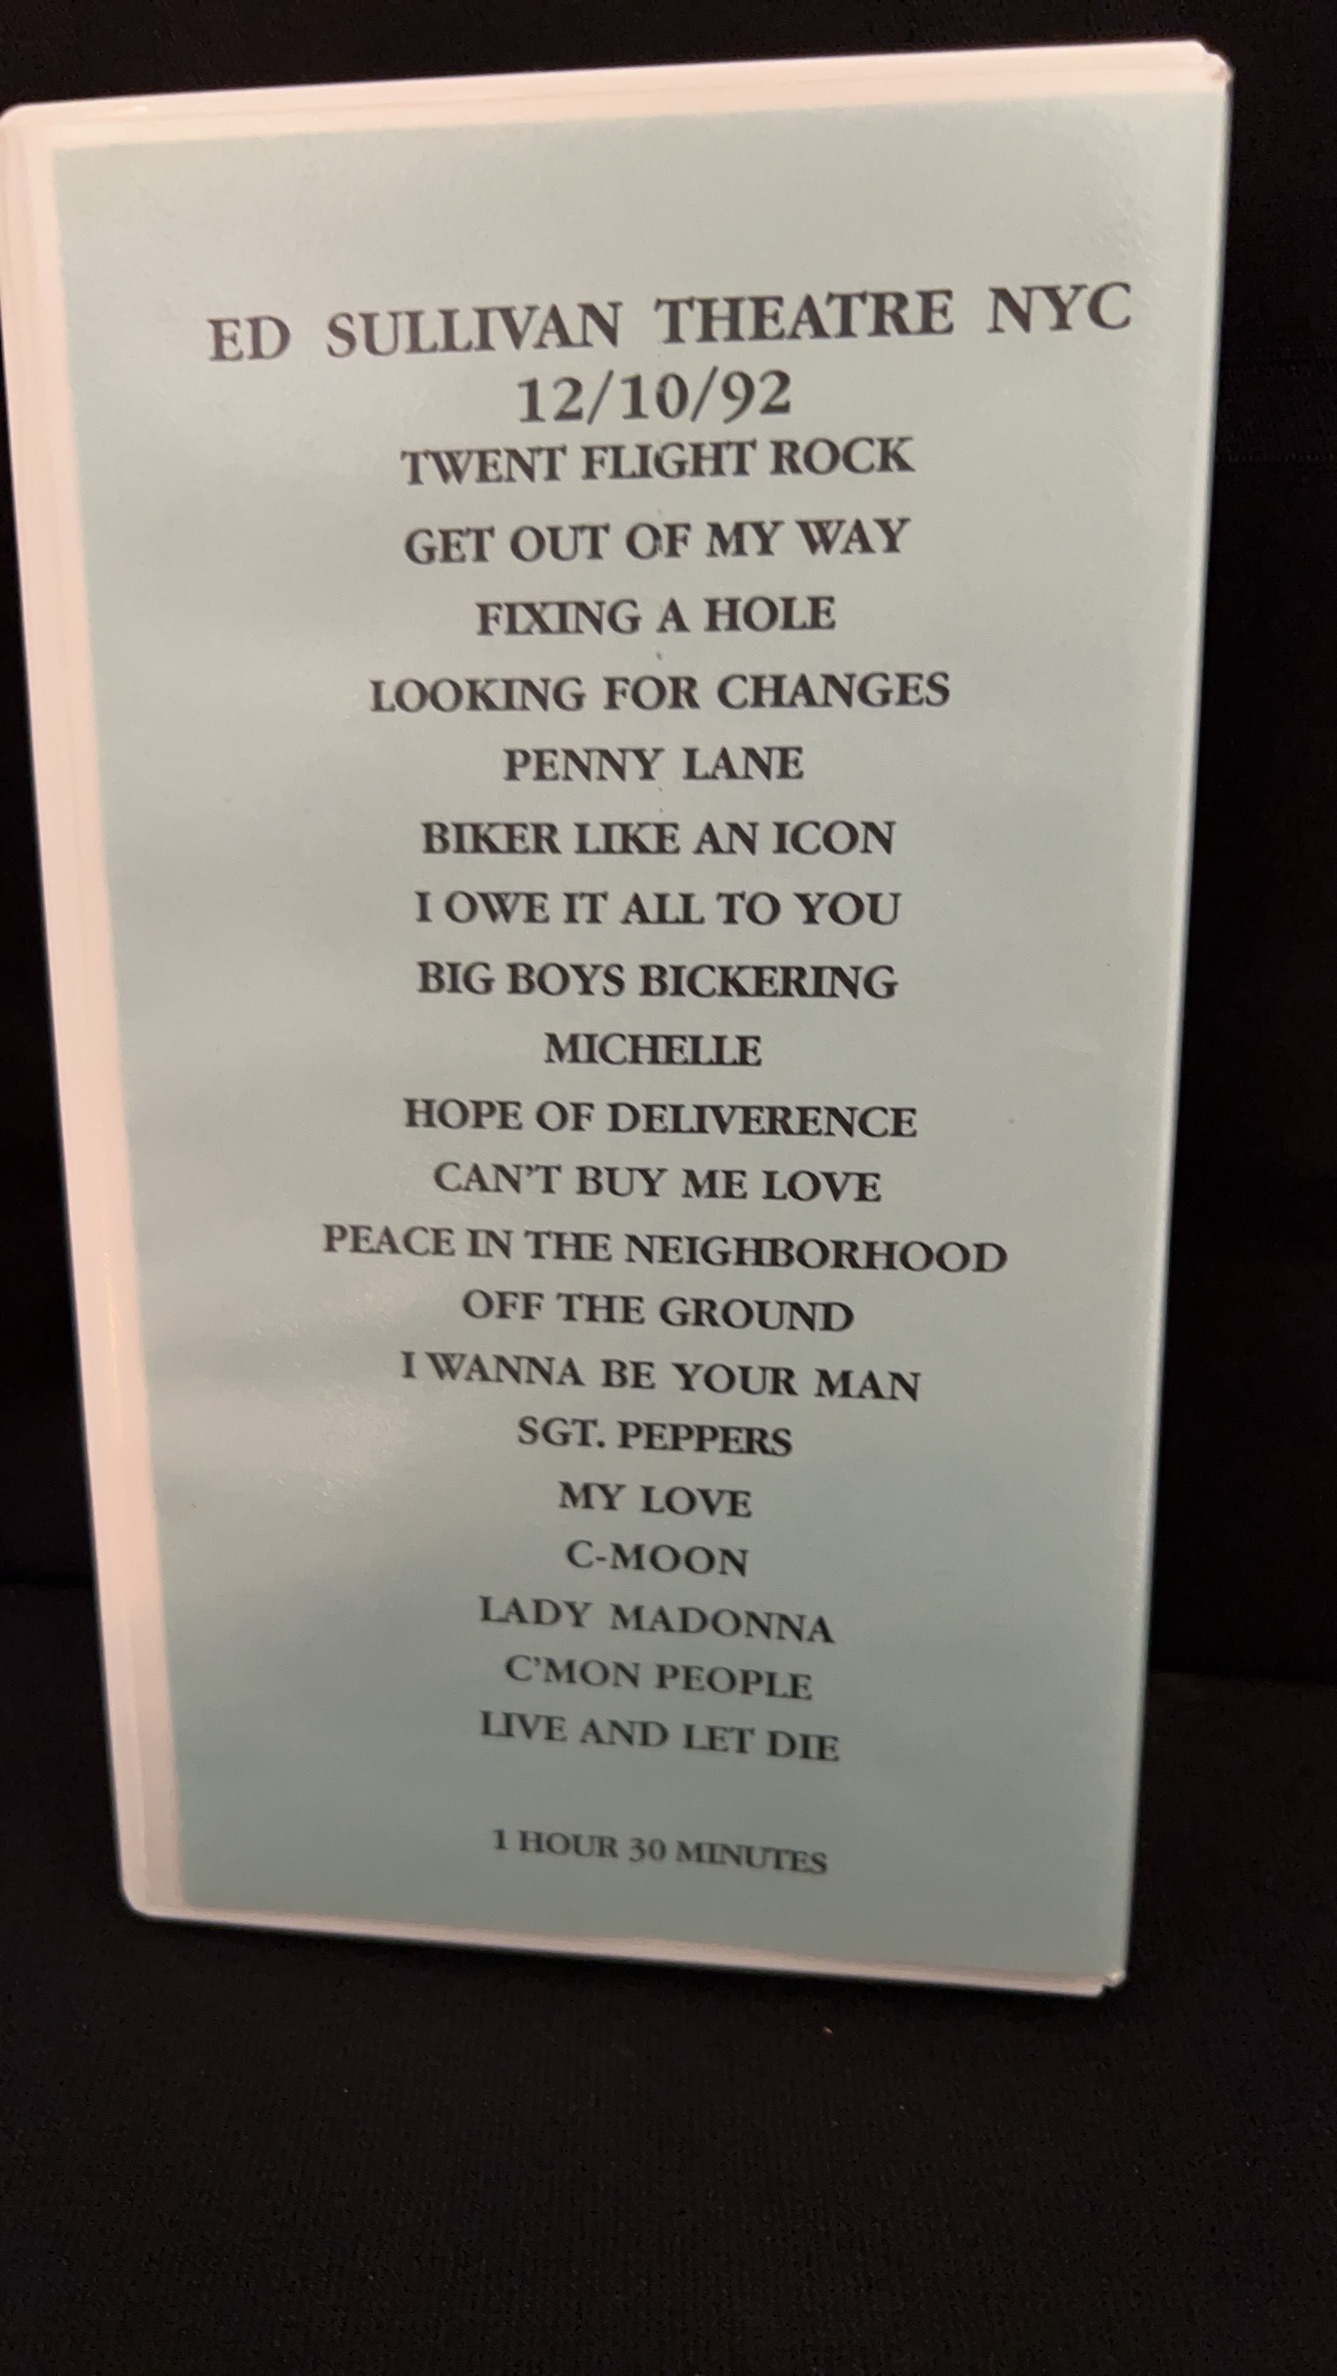 ED SULLIVAN THEATRE NYC
12/10/92
TWENT FLIGHT ROCK
GET OUT OF MY WAY
FIXING A HOLE
LOOKING FOR CHANGES
PENNY LANE
BIKER LIKE AN ICON
I OWE IT ALL TO YOU
BIG BOYS BICKERING
MICHELLE
HOPE OF DELIVERENCE
CAN'T BUY ME LOVE
PEACE IN THE NEIGHBORHOOD
OFF THE GROUND
I WANNA BE YOUR MAN
SGT. PEPPERS
MY LOVE
C-MOON
LADY MADONNA
C'MON PEOPLE
LIVE AND LET DIE
1 HOUR 30 MINUTES